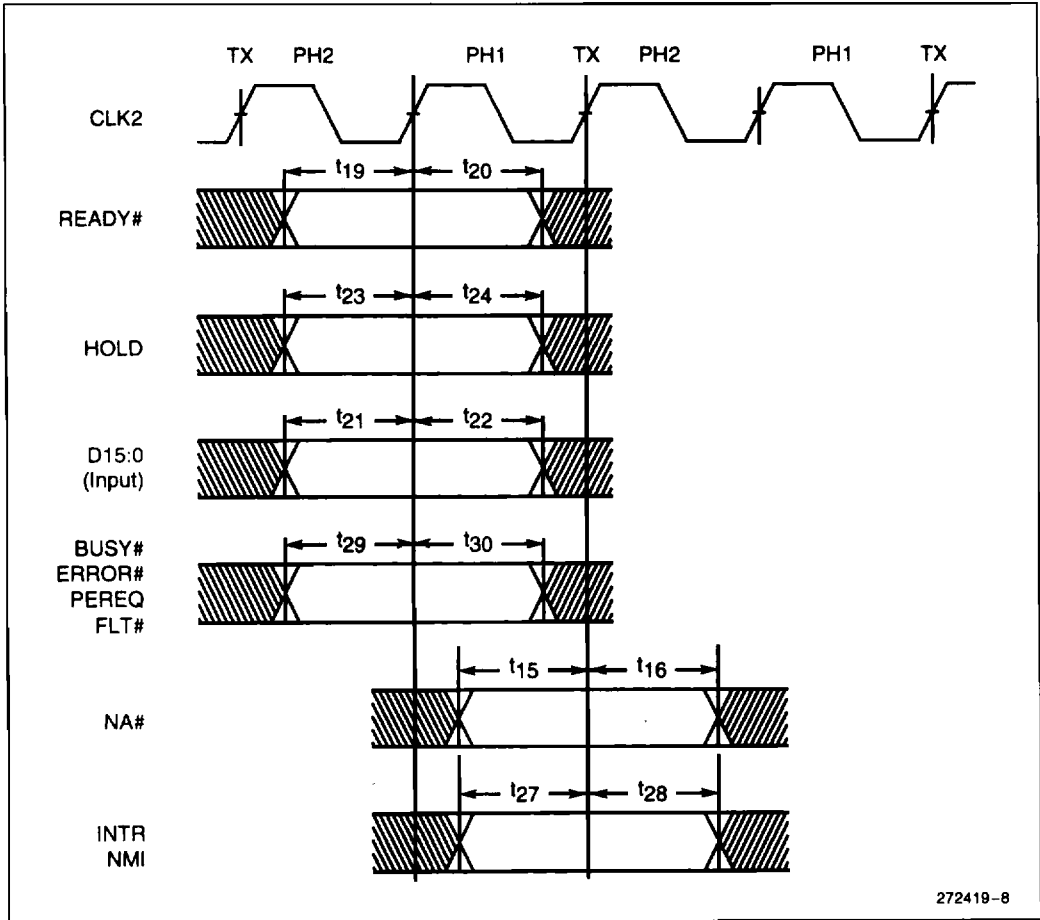 TX PH2 PH1 TX PH2 PH1 TX
CLK2
t19 t20
READY#
t23 t24
HOLD
t21 t22
D15:0
(Input)
t29 t30
BUSY#
ERROR#
PEREQ
FLT#
t15 t16
NA#
t27 t28
INTR
NMI
272419-8